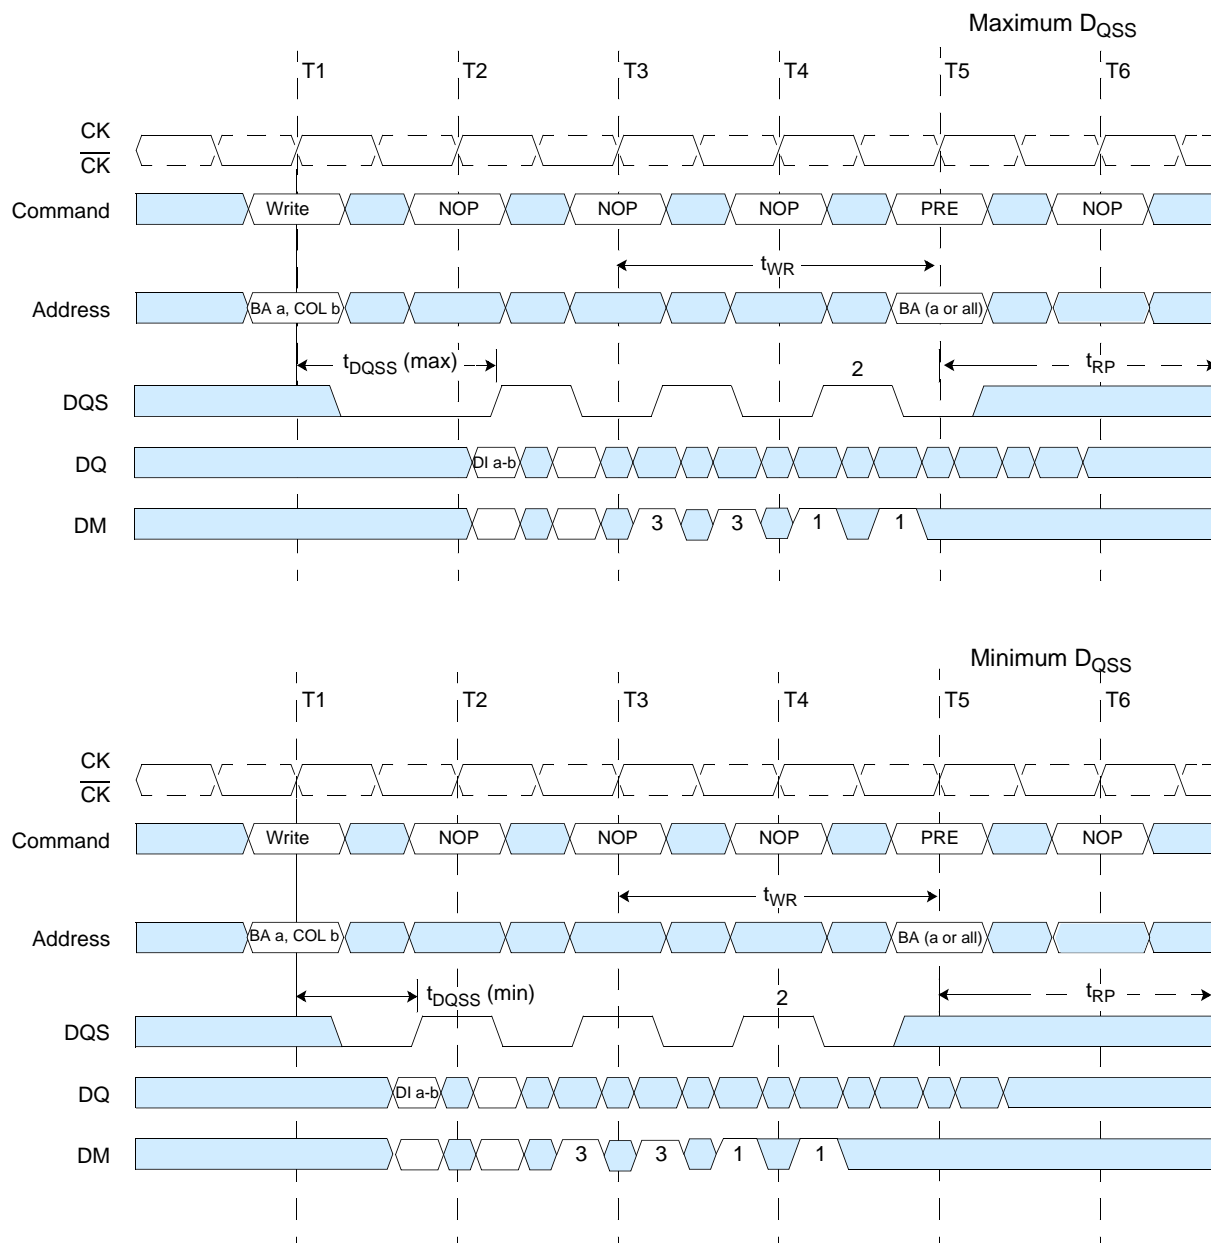 Maximum DQSS
T1 T2 T3 T4 T5 T6
CK
CK
Command Write NOP NOP NOP PRE NOP
tWR
Address BA a, COL b BA (a or all)
tDQSS (max) 2 tRP
DQS
DQ DI a-b
DM 3 3 1 1
Minimum DQSS
T1 T2 T3 T4 T5 T6
CK
CK
Command Write NOP NOP NOP PRE NOP
tWR
Address BA a, COL b BA (a or all)
tDQSS (min) 2 tRP
DQS
DQ DI a-b
DM 3 3 1 1